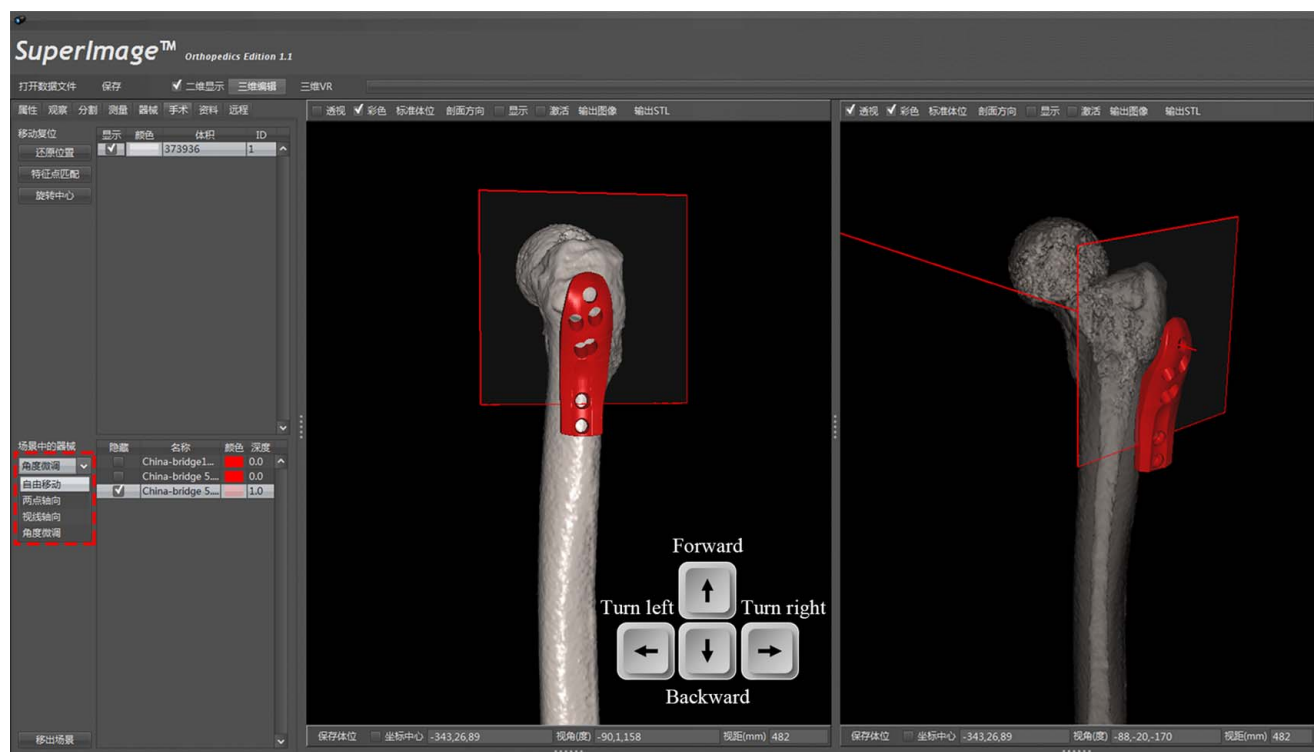 SuperImage™ Orthopedics Edition 1.1
打开数据文件 保存 二维显示 三维编辑 三维VR
属性 观察 分割 测量 器械 手术 资料 远程
透视 彩色 标准体位 剖面方向 显示 激活 输出图像 输出STL
透视 彩色 标准体位 剖面方向 显示 激活 输出图像 输出STL
移动复位
还原位置
特征点匹配
旋转中心
显示 颜色 体积 ID
373936 1
场景中的器械
角度微调
自由移动
两点轴向
视线轴向
角度微调
隐藏 名称 颜色 深度
China-bridge1... 0.0
China-bridge 5.... 0.0
China-bridge 5.... 1.0
移出场景
Forward
Turn left
Turn right
Backward
保存体位 坐标中心 -343,26,89 视角(度) -90,1,158 视距(mm) 482
保存体位 坐标中心 -343,26,89 视角(度) -88,-20,-170 视距(mm) 482